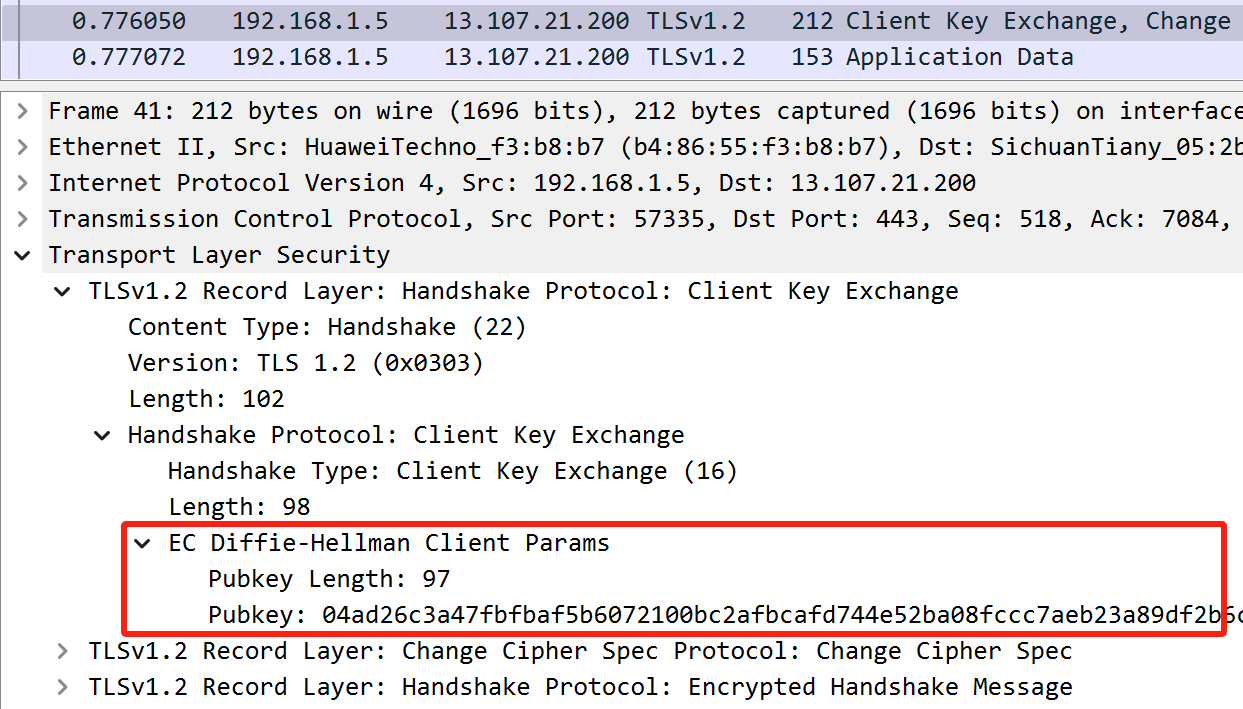 0.776050 192.168.1.5 13.107.21.200 TLSv1.2 212 Client Key Exchange, Change
0.777072 192.168.1.5 13.107.21.200 TLSv1.2 153 Application Data
Frame 41: 212 bytes on wire (1696 bits), 212 bytes captured (1696 bits) on interface
Ethernet II, Src: HuaweiTechno_f3:b8:b7 (b4:86:55:f3:b8:b7), Dst: SichuanTiany_05:2b
Internet Protocol Version 4, Src: 192.168.1.5, Dst: 13.107.21.200
Transmission Control Protocol, Src Port: 57335, Dst Port: 443, Seq: 518, Ack: 7084,
Transport Layer Security
TLSv1.2 Record Layer: Handshake Protocol: Client Key Exchange
Content Type: Handshake (22)
Version: TLS 1.2 (0x0303)
Length: 102
Handshake Protocol: Client Key Exchange
Handshake Type: Client Key Exchange (16)
Length: 98
EC Diffie-Hellman Client Params
Pubkey Length: 97
Pubkey: 04ad26c3a47fbfbaf5b6072100bc2afbcafd744e52ba08fccc7aeb23a89df2b6c
TLSv1.2 Record Layer: Change Cipher Spec Protocol: Change Cipher Spec
TLSv1.2 Record Layer: Handshake Protocol: Encrypted Handshake Message